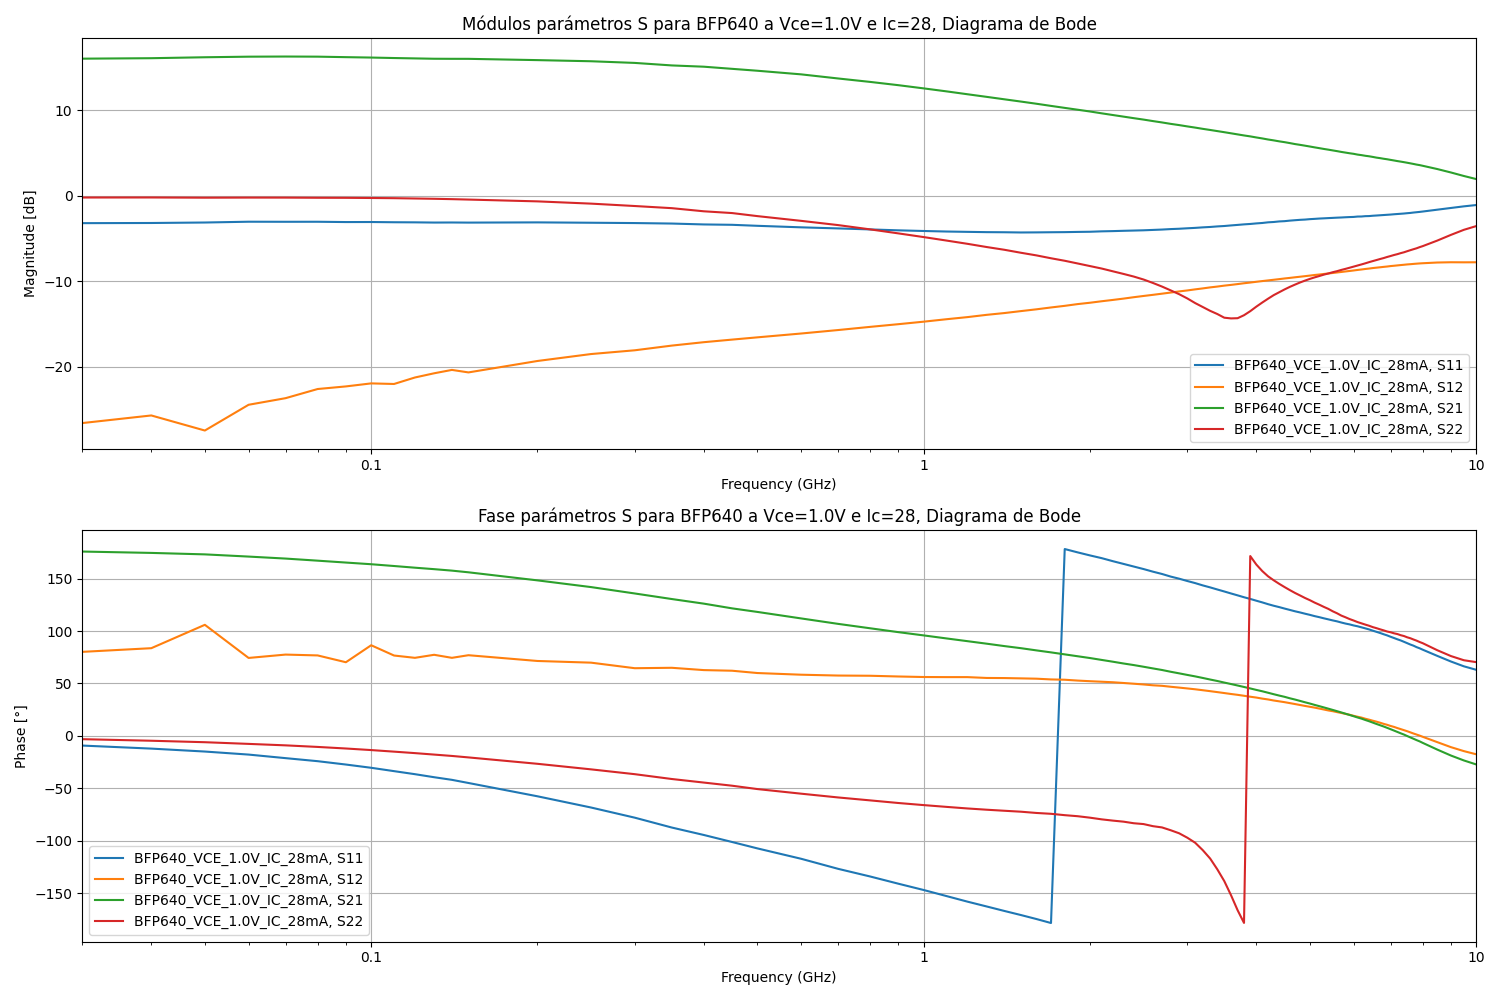 Módulos parámetros S para BFP640 a Vce=1.0V e Ic=28, Diagrama de Bode
Magnitude [dB]
10
0
−10
−20
BFP640_VCE_1.0V_IC_28mA, S11
BFP640_VCE_1.0V_IC_28mA, S12
BFP640_VCE_1.0V_IC_28mA, S21
BFP640_VCE_1.0V_IC_28mA, S22
0.1
1
10
Frequency (GHz)
Fase parámetros S para BFP640 a Vce=1.0V e Ic=28, Diagrama de Bode
Phase [°]
150
100
50
0
−50
−100
−150
BFP640_VCE_1.0V_IC_28mA, S11
BFP640_VCE_1.0V_IC_28mA, S12
BFP640_VCE_1.0V_IC_28mA, S21
BFP640_VCE_1.0V_IC_28mA, S22
0.1
1
10
Frequency (GHz)